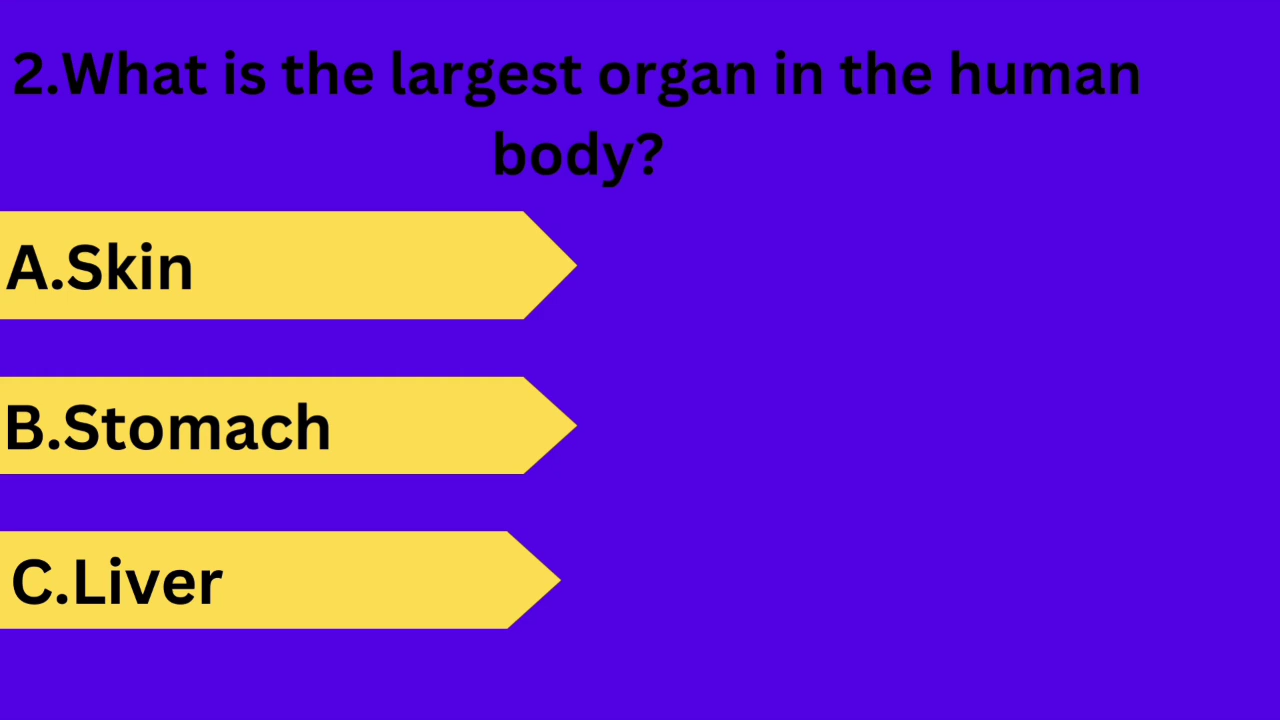 2.What is the largest organ in the human
body?
A.Skin
B.Stomach
C.Liver